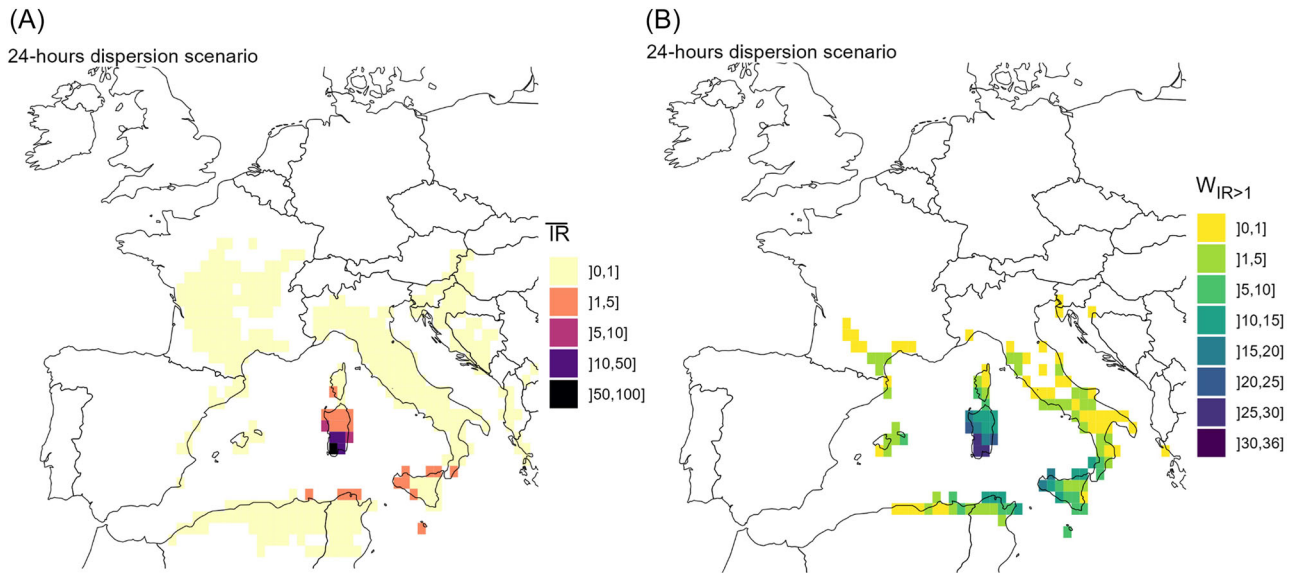 (A)
24-hours dispersion scenario
IR
]0,1]
]1,5]
]5,10]
]10,50]
]50,100]
(B)
24-hours dispersion scenario
WIR>1
]0,1]
]1,5]
]5,10]
]10,15]
]15,20]
]20,25]
]25,30]
]30,36]